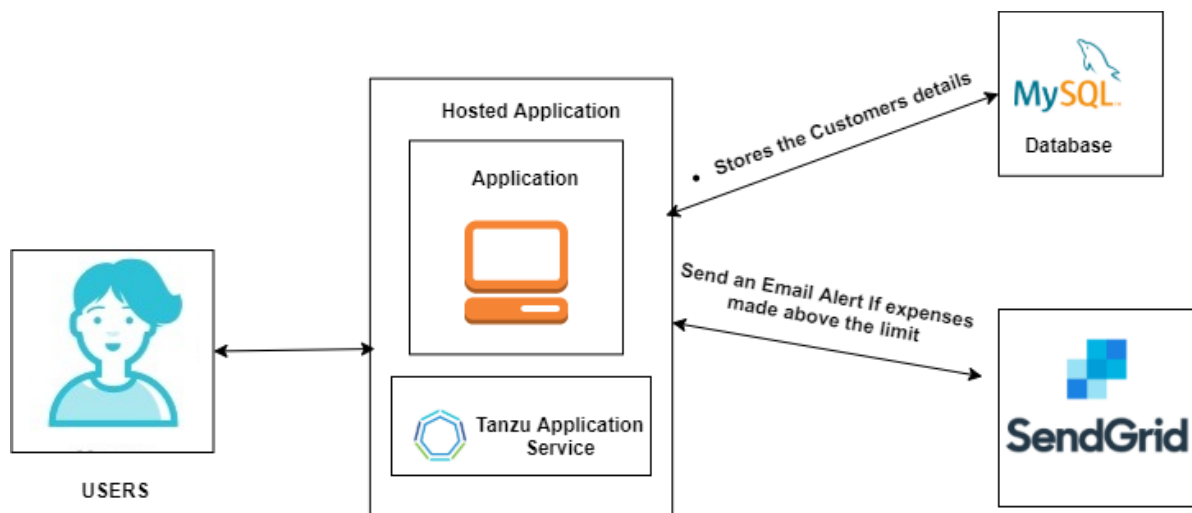 Hosted Application
Application
Tanzu Application
Service
USERS
• Stores the Customers details
MySQL
Database
Send an Email Alert If expenses
made above the limit
SendGrid